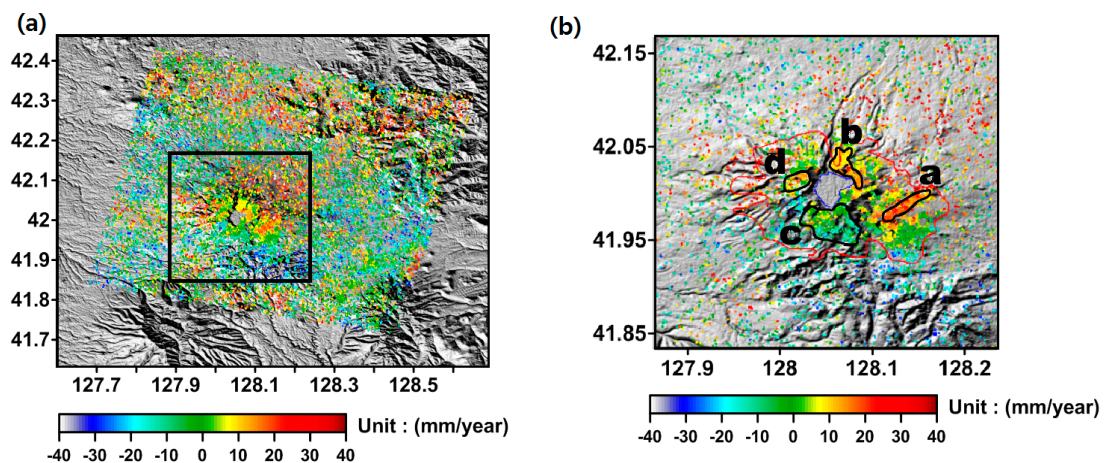 (a)
42.4
42.3
42.2
42.1
42
41.9
41.8
41.7
127.7 127.9 128.1 128.3 128.5
-40 -30 -20 -10 0 10 20 30 40
Unit : (mm/year)
(b)
42.15
42.05
41.95
41.85
b
d
a
c
127.9 128 128.1 128.2
-40 -30 -20 -10 0 10 20 30 40
Unit : (mm/year)